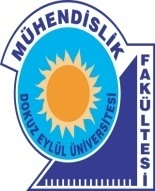 MÜHENDİSLİK
FAKÜLTESİ
DOKUZ EYLÜL ÜNİVERSİTESİ